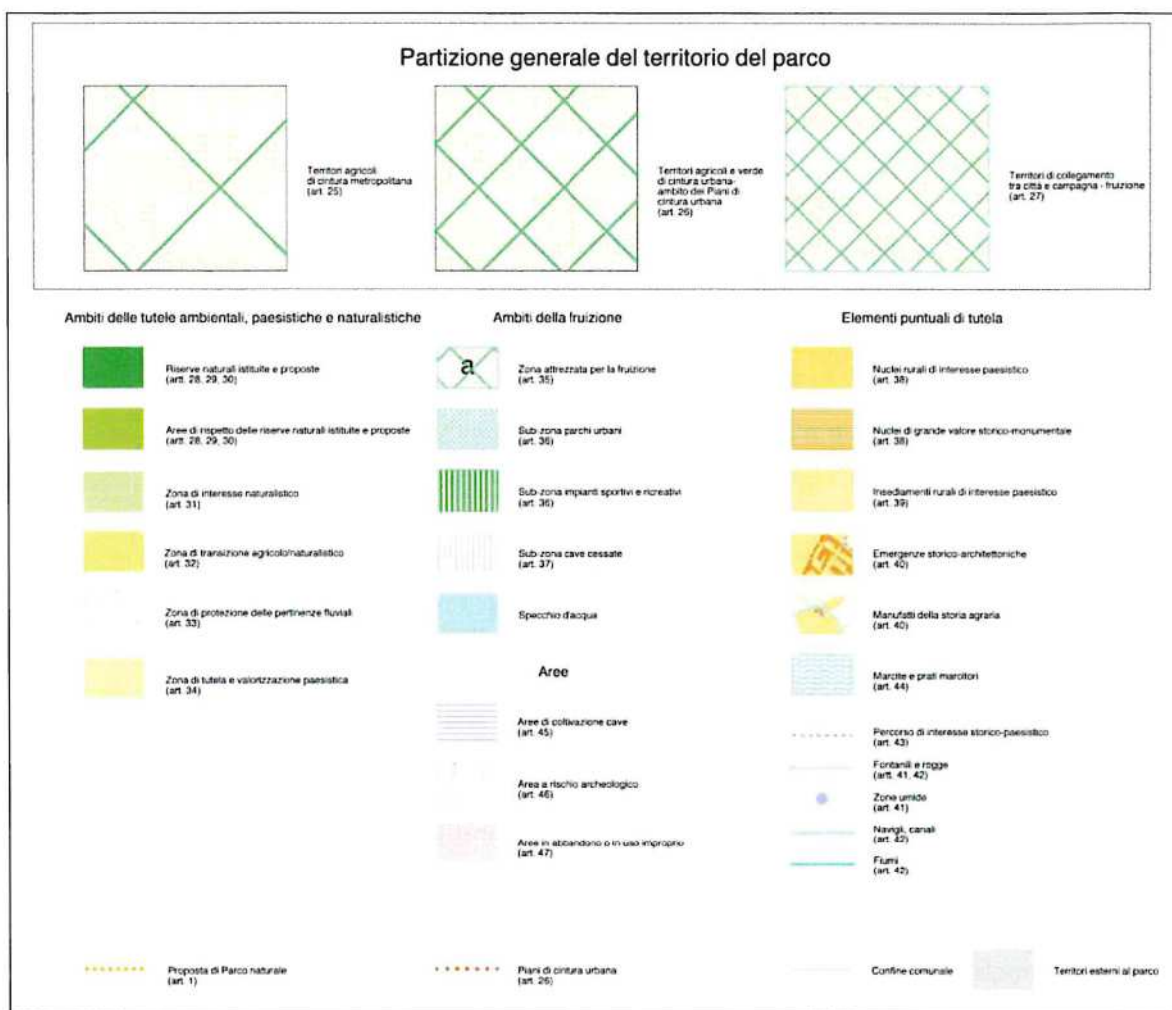 Partizione generale del territorio del parco
Territori agricoli
di cintura metropolitana
(art. 25)
Territori agricoli e verde
di cintura urbana-
ambito dei Piani di
cintura urbana
(art. 26)
Territori di collegamento
tra città e campagna - fruizione
(art. 27)
Ambiti delle tutele ambientali, paesistiche e naturalistiche
Riserve naturali istituite e proposte
(artt. 28, 29, 30)
Aree di rispetto delle riserve naturali istituite e proposte
(artt. 28, 29, 30)
Zona di interesse naturalistico
(art. 31)
Zona di transizione agricolo/naturalistico
(art. 32)
Zona di protezione delle pertinenze fluviali
(art. 33)
Zona di tutela e valorizzazione paesistica
(art. 34)
Ambiti della fruizione
a
Zona attrezzata per la fruizione
(art. 35)
Sub-zona parchi urbani
(art. 36)
Sub-zona impianti sportivi e ricreativi
(art. 36)
Sub-zona cave cessate
(art. 37)
Specchio d'acqua
Aree
Aree di coltivazione cave
(art. 45)
Area a rischio archeologico
(art. 46)
Aree in abbandono o in uso improprio
(art. 47)
Elementi puntuali di tutela
Nuclei rurali di interesse paesistico
(art. 38)
Nuclei di grande valore storico-monumentale
(art. 38)
Insediamenti rurali di interesse paesistico
(art. 39)
Emergenze storico-architettoniche
(art. 40)
Manufatti della storia agraria
(art. 40)
Marcite e prati marcitori
(art. 44)
Percorso di interesse storico-paesistico
(art. 43)
Fontanili e rogge
(artt. 41, 42)
Zone umide
(art. 41)
Navigli, canali
(art. 42)
Fiumi
(art. 42)
Proposta di Parco naturale
(art. 1)
Piani di cintura urbana
(art. 26)
Confine comunale
Territori esterni al parco